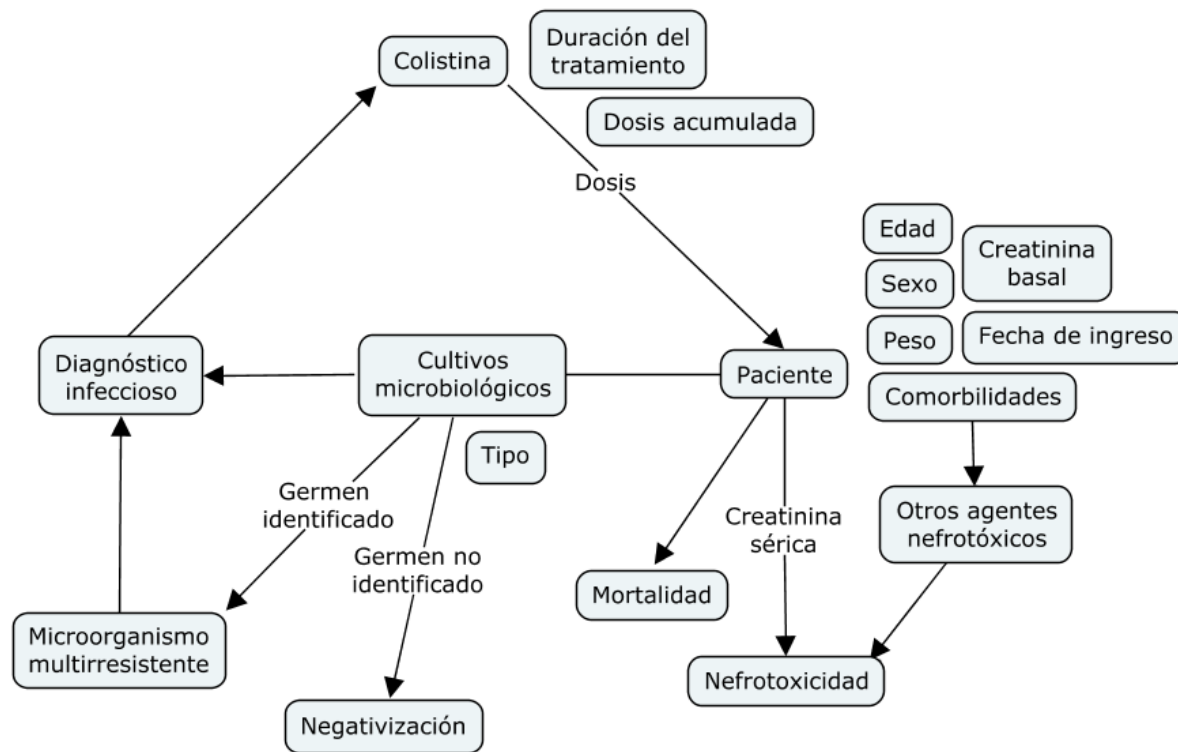 Colistina
Duración del
tratamiento
Dosis acumulada
Dosis
Edad
Creatinina
basal
Sexo
Peso
Fecha de ingreso
Diagnóstico
infeccioso
Cultivos
microbiológicos
Paciente
Comorbilidades
Tipo
Germen
identificado
Germen no
identificado
Creatinina
sérica
Otros agentes
nefrotóxicos
Mortalidad
Microorganismo
multirresistente
Nefrotoxicidad
Negativización